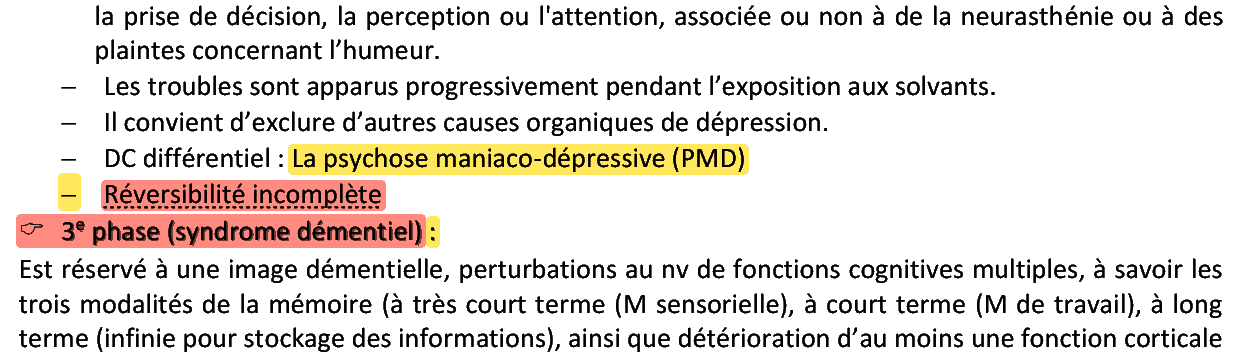 la prise de décision, la perception ou l'attention, associée ou non à de la neurasthénie ou à des
plaintes concernant l’humeur.
– Les troubles sont apparus progressivement pendant l’exposition aux solvants.
– Il convient d’exclure d’autres causes organiques de dépression.
– DC différentiel : La psychose maniaco-dépressive (PMD)
– Réversibilité incomplète
☞ 3e phase (syndrome démentiel) :
Est réservé à une image démentielle, perturbations au nv de fonctions cognitives multiples, à savoir les
trois modalités de la mémoire (à très court terme (M sensorielle), à court terme (M de travail), à long
terme (infinie pour stockage des informations), ainsi que détérioration d’au moins une fonction corticale